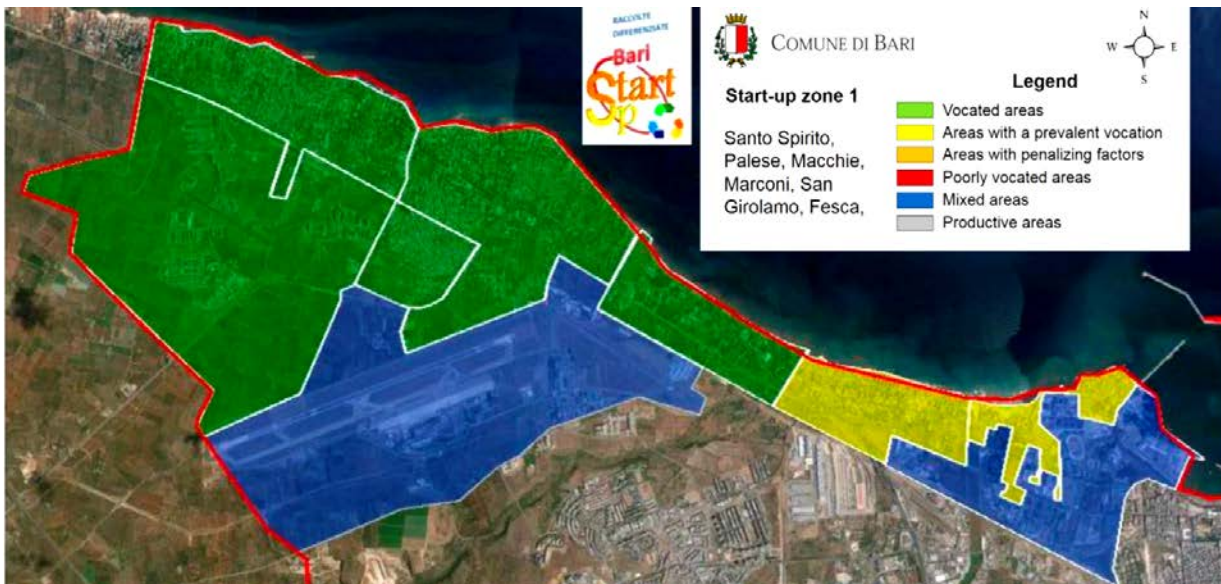 RACCOLTE
DIFFERENZIATE
Bari
Start
Up
COMUNE DI BARI
N
W E
S
Start-up zone 1
Santo Spirito,
Palese, Macchie,
Marconi, San
Girolamo, Fesca,
Legend
Vocated areas
Areas with a prevalent vocation
Areas with penalizing factors
Poorly vocated areas
Mixed areas
Productive areas